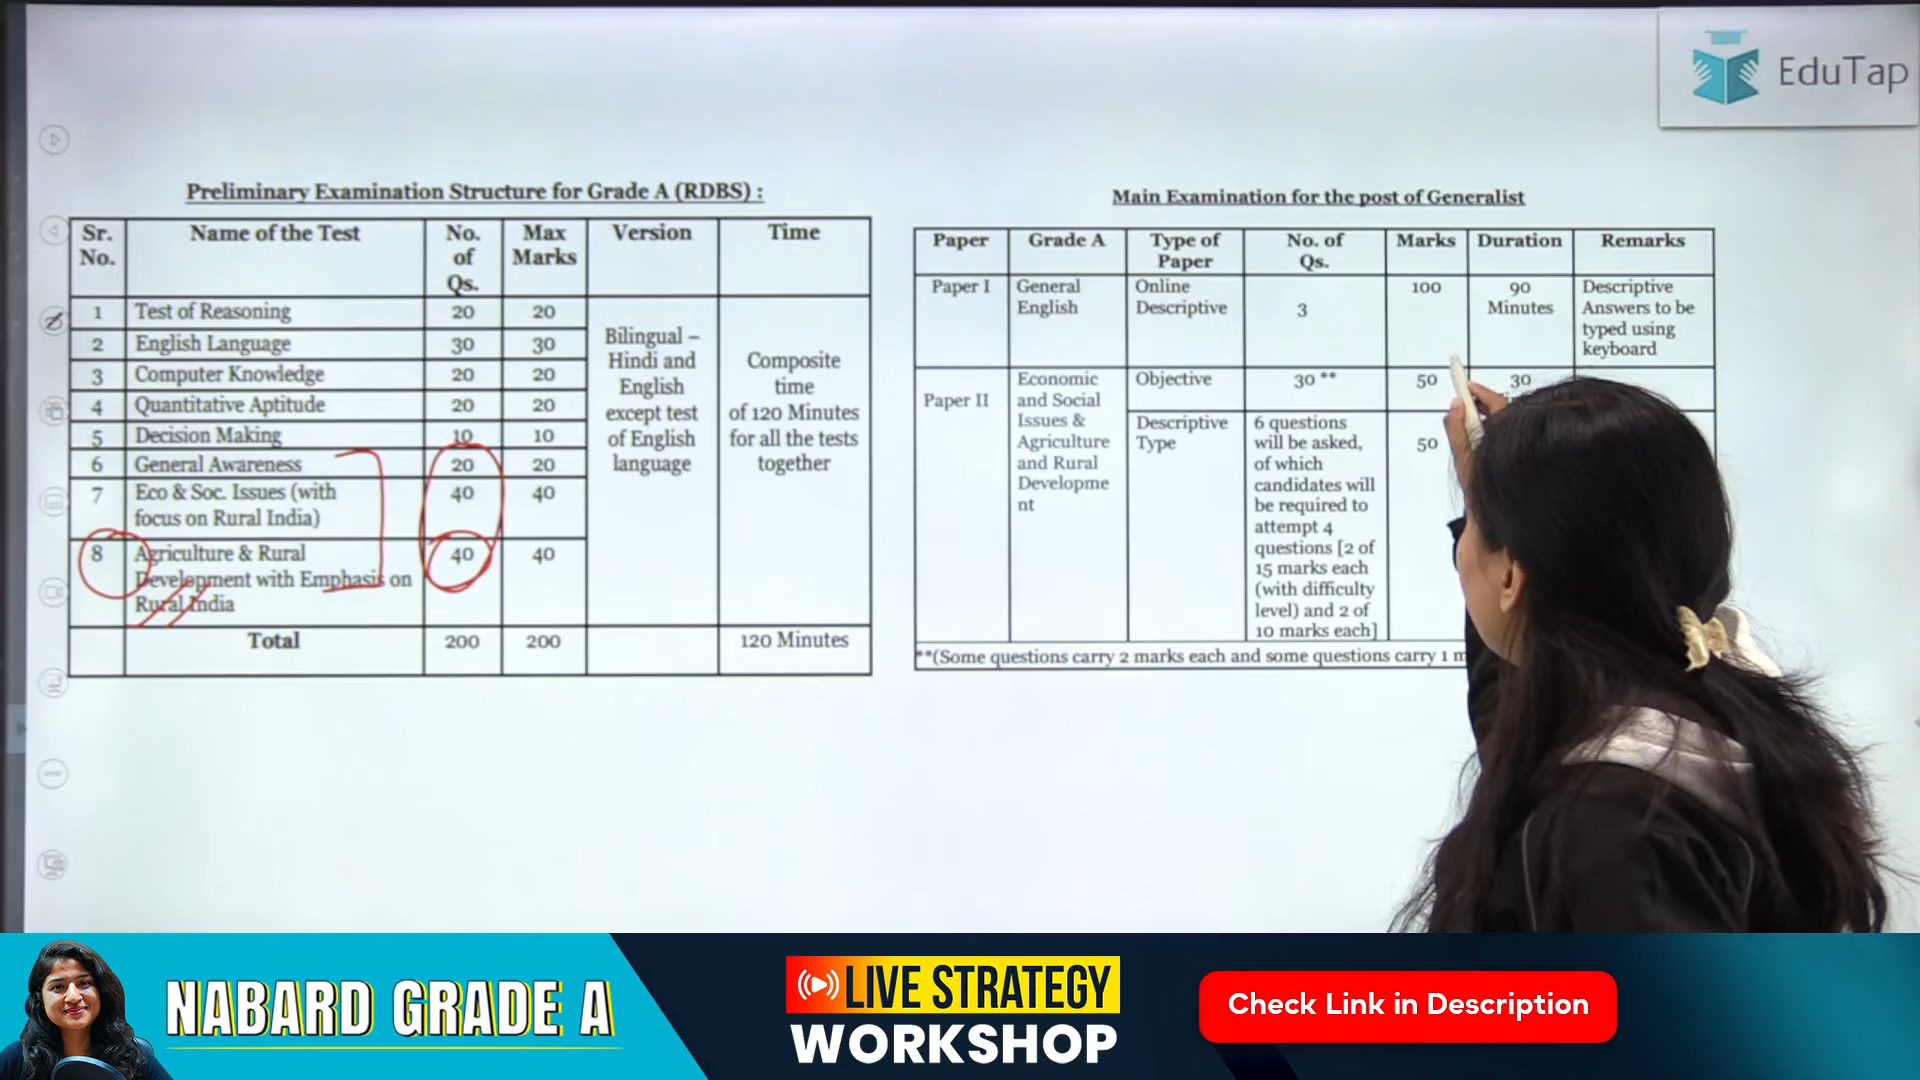 EduTap
Preliminary Examination Structure for Grade A (RDBS) :
Sr. No. Name of the Test No. of Qs. Max Marks Version Time
1 Test of Reasoning 20 20
2 English Language 30 30
3 Computer Knowledge 20 20
4 Quantitative Aptitude 20 20
5 Decision Making 10 10
6 General Awareness 20 20
7 Eco & Soc. Issues (with 40 40
focus on Rural India)
8 Agriculture & Rural 40 40
Development with Emphasis on
Rural India
Bilingual –
Hindi and
English
except test
of English
language
Composite
time
of 120 Minutes
for all the tests
together
Total 200 200 120 Minutes
Main Examination for the post of Generalist
Paper Grade A Type of Paper No. of Qs. Marks Duration Remarks
Paper I General English Online Descriptive 3 100 90 Minutes
Descriptive
Answers to be
typed using
keyboard
Paper II
Economic
and Social
Issues &
Agriculture
and Rural
Developme
nt
Objective 30 ** 50 30
Descriptive
Type
6 questions
will be asked,
of which
candidates will
be required to
attempt 4
questions [2 of
15 marks each
(with difficulty
level) and 2 of
10 marks each]
50
**(Some questions carry 2 marks each and some questions carry 1 m
NABARD GRADE A
LIVE STRATEGY
WORKSHOP
Check Link in Description